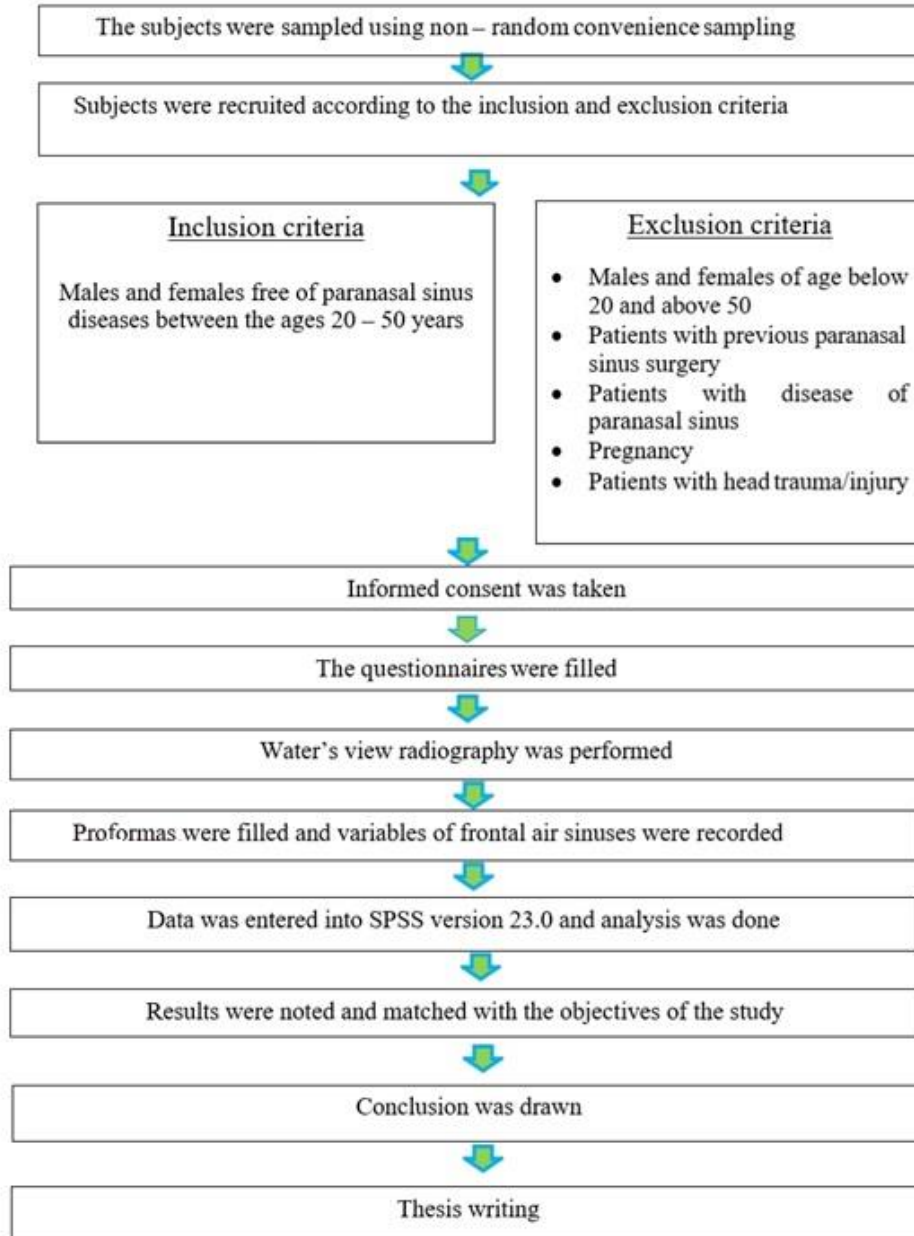 The subjects were sampled using non – random convenience sampling
Subjects were recruited according to the inclusion and exclusion criteria
Inclusion criteria
Males and females free of paranasal sinus
diseases between the ages 20 – 50 years
Exclusion criteria
• Males and females of age below
20 and above 50
• Patients with previous paranasal
sinus surgery
• Patients with disease of
paranasal sinus
• Pregnancy
• Patients with head trauma/injury
Informed consent was taken
The questionnaires were filled
Water’s view radiography was performed
Proformas were filled and variables of frontal air sinuses were recorded
Data was entered into SPSS version 23.0 and analysis was done
Results were noted and matched with the objectives of the study
Conclusion was drawn
Thesis writing